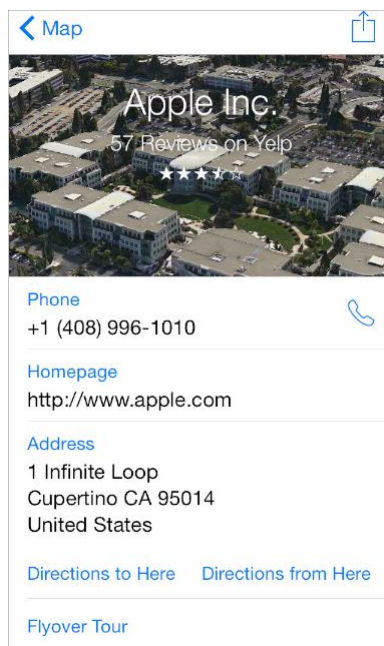 Map
Apple Inc.
57 Reviews on Yelp
Phone
+1 (408) 996-1010
Homepage
http://www.apple.com
Address
1 Infinite Loop
Cupertino CA 95014
United States
Directions to Here Directions from Here
Flyover Tour